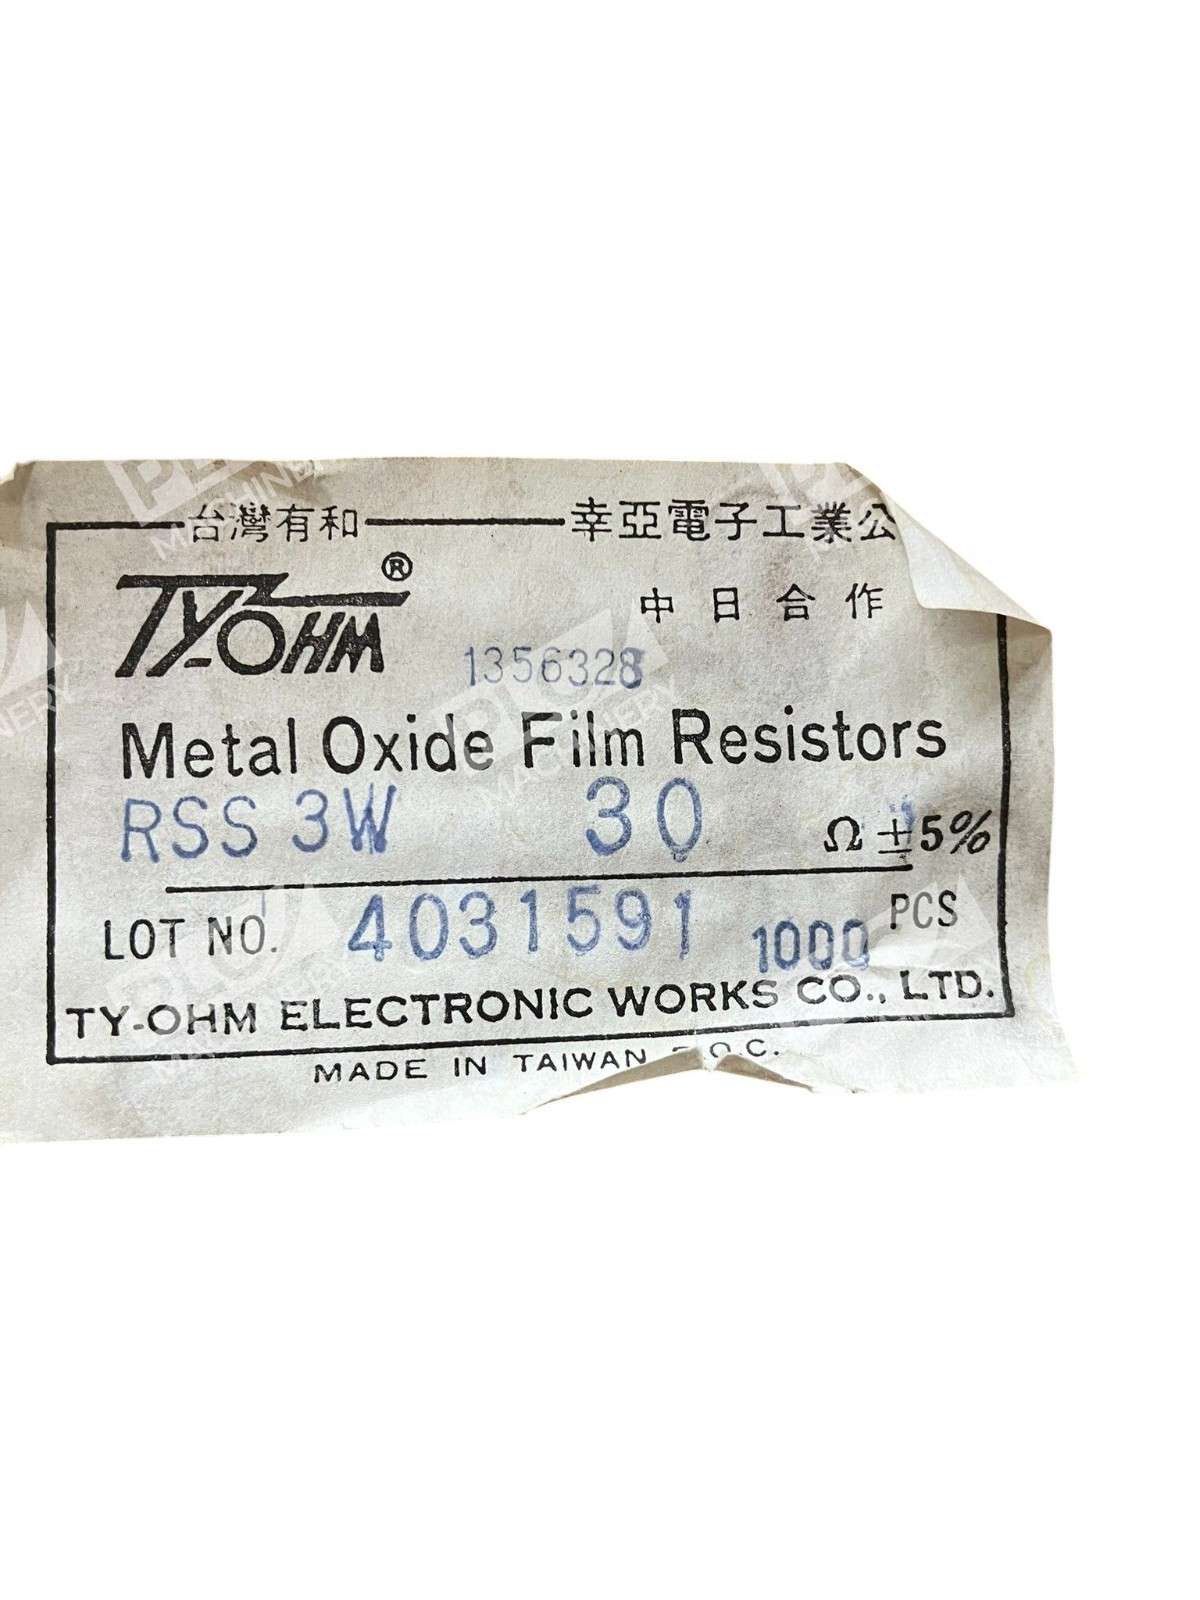 台灣有和 幸亞電子工業公
TY-OHM®
中日合作
1356328
Metal Oxide Film Resistors
RSS 3W 30 Ω ±5%
LOT NO. 4031591 1000 PCS
TY-OHM ELECTRONIC WORKS CO., LTD.
MADE IN TAIWAN R.O.C.